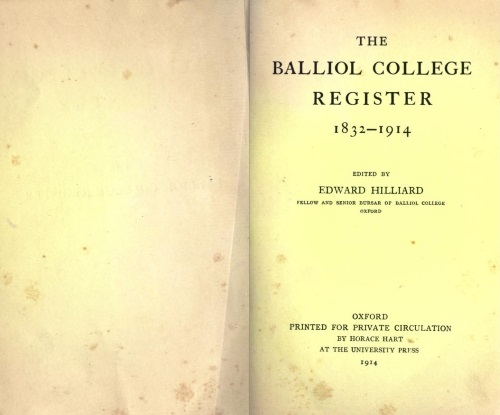 THE
BALLIOL COLLEGE
REGISTER
1832–1914
EDITED BY
EDWARD HILLIARD
FELLOW AND SENIOR BURSAR OF BALLIOL COLLEGE
OXFORD
OXFORD
PRINTED FOR PRIVATE CIRCULATION
BY HORACE HART
AT THE UNIVERSITY PRESS
1914